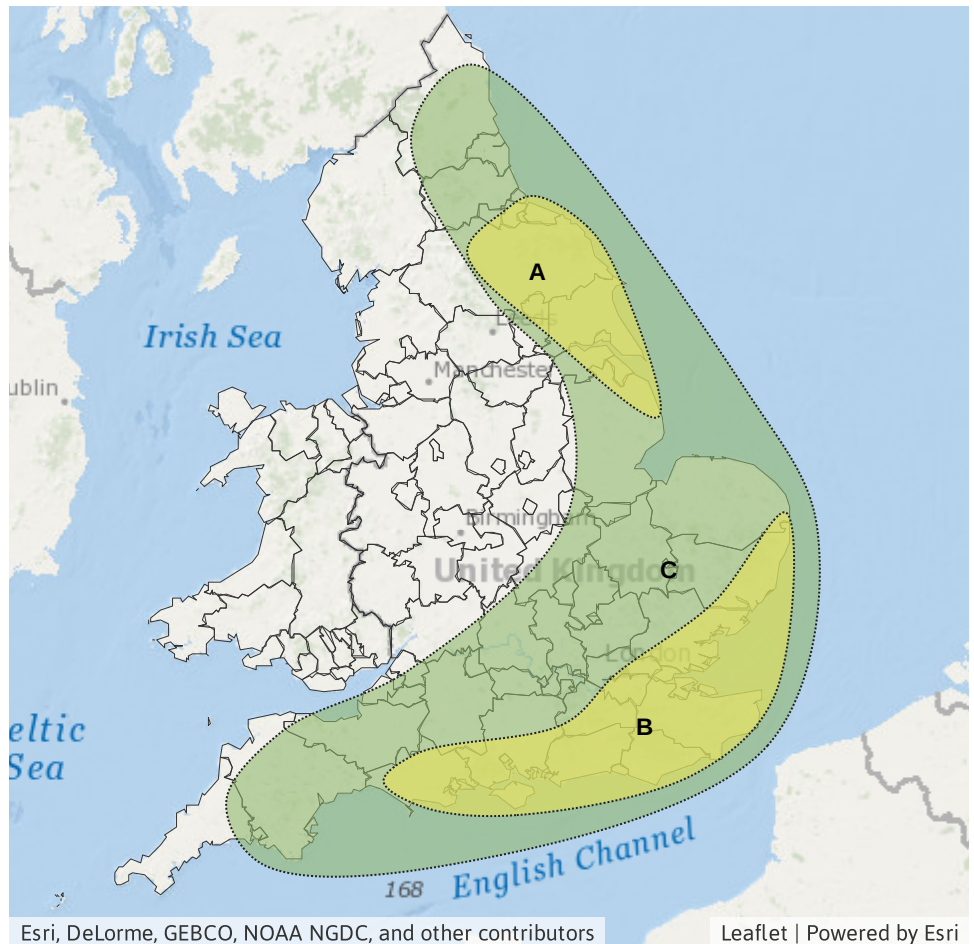 A
Leeds
Irish Sea
Manchester
ublin
Birmingham
United Kingdom
C
London
B
eltic
Sea
English Channel
168
Esri, DeLorme, GEBCO, NOAA NGDC, and other contributors
Leaflet | Powered by Esri